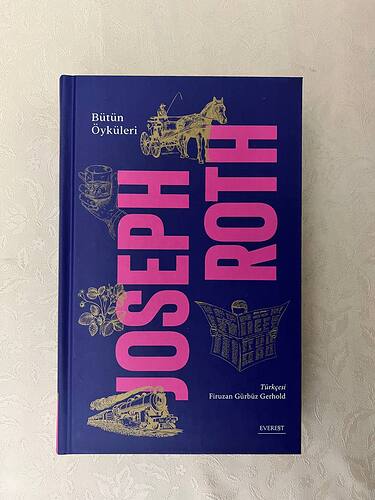 Bütün
Öyküleri
JOSEPH
ROTH
Türkçesi
Firuzan Gürbüz Gerhold
EVEREST